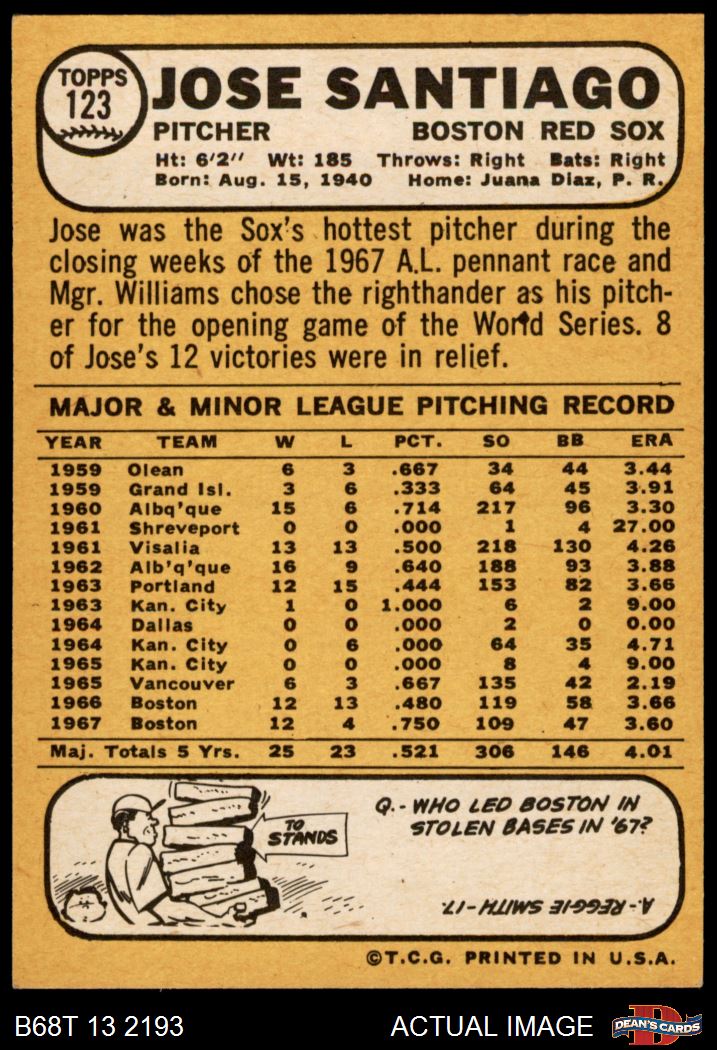 TOPPS
123
JOSE SANTIAGO
PITCHER BOSTON RED SOX
Ht: 6'2" Wt: 185 Throws: Right Bats: Right
Born: Aug. 15, 1940 Home: Juana Diaz, P. R.
Jose was the Sox's hottest pitcher during the
closing weeks of the 1967 A.L. pennant race and
Mgr. Williams chose the righthander as his pitch-
er for the opening game of the World Series. 8
of Jose's 12 victories were in relief.
MAJOR & MINOR LEAGUE PITCHING RECORD
YEAR TEAM W L PCT. SO BB ERA
1959 Olean 6 3 .667 34 44 3.44
1959 Grand Isl. 3 6 .333 64 45 3.91
1960 Albq'que 15 6 .714 217 96 3.30
1961 Shreveport 0 0 .000 1 4 27.00
1961 Visalia 13 13 .500 218 130 4.26
1962 Alb'q'que 16 9 .640 188 93 3.88
1963 Portland 12 15 .444 153 82 3.66
1963 Kan. City 1 0 1.000 6 2 9.00
1964 Dallas 0 0 .000 2 0 0.00
1964 Kan. City 0 6 .000 64 35 4.71
1965 Kan. City 0 0 .000 8 4 9.00
1965 Vancouver 6 3 .667 135 42 2.19
1966 Boston 12 13 .480 119 58 3.66
1967 Boston 12 4 .750 109 47 3.60
Maj. Totals 5 Yrs. 25 23 .521 306 146 4.01
TO
STANDS
Q.- WHO LED BOSTON IN
STOLEN BASES IN '67?
A.- REGGIE SMITH-17.
©T.C.G. PRINTED IN U.S.A.
B68T 13 2193 ACTUAL IMAGE
D
DEAN'S CARDS